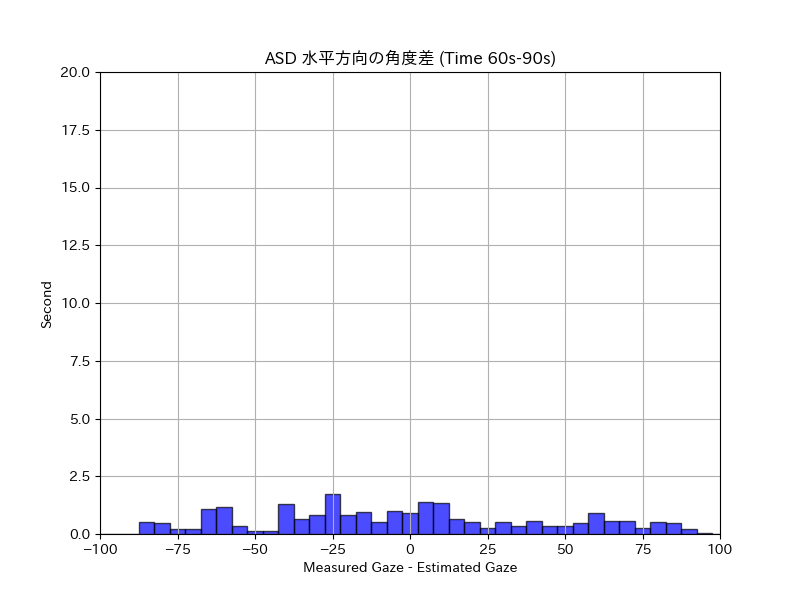 ASD 水平方向の角度差 (Time 60s-90s)
20.0
17.5
15.0
12.5
10.0
7.5
5.0
2.5
0.0
Second
−100 −75 −50 −25 0 25 50 75 100
Measured Gaze - Estimated Gaze